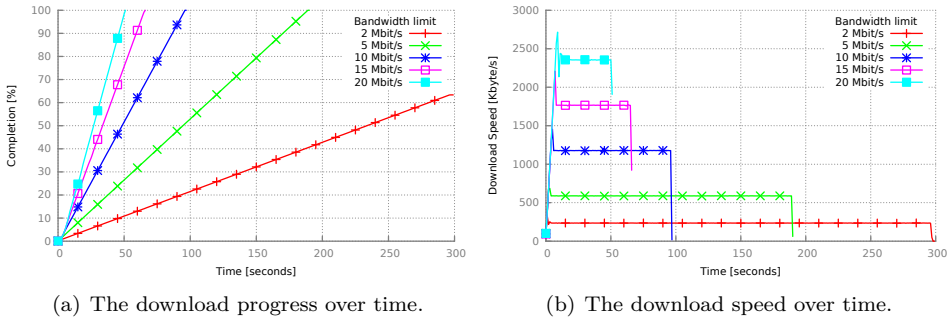 100
90
80
70
60
50
40
30
20
10
0
Completion [%]
Bandwidth limit
2 Mbit/s
5 Mbit/s
10 Mbit/s
15 Mbit/s
20 Mbit/s
0 50 100 150 200 250 300
Time [seconds]
(a) The download progress over time.
3000
2500
2000
1500
1000
500
0
Download Speed [Kbyte/s]
Bandwidth limit
2 Mbit/s
5 Mbit/s
10 Mbit/s
15 Mbit/s
20 Mbit/s
0 50 100 150 200 250 300
Time [seconds]
(b) The download speed over time.